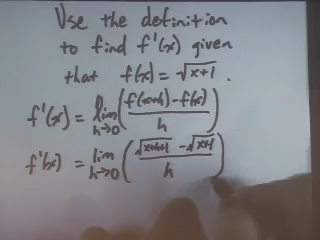 Use the definition
to find f'(x) given
that f(x) = √x+1 .
f'(x) = lim h→0 (f(x+h)-f(x) / h)
f'(x) = lim h→0 (√x+h+1 - √x+1 / h)